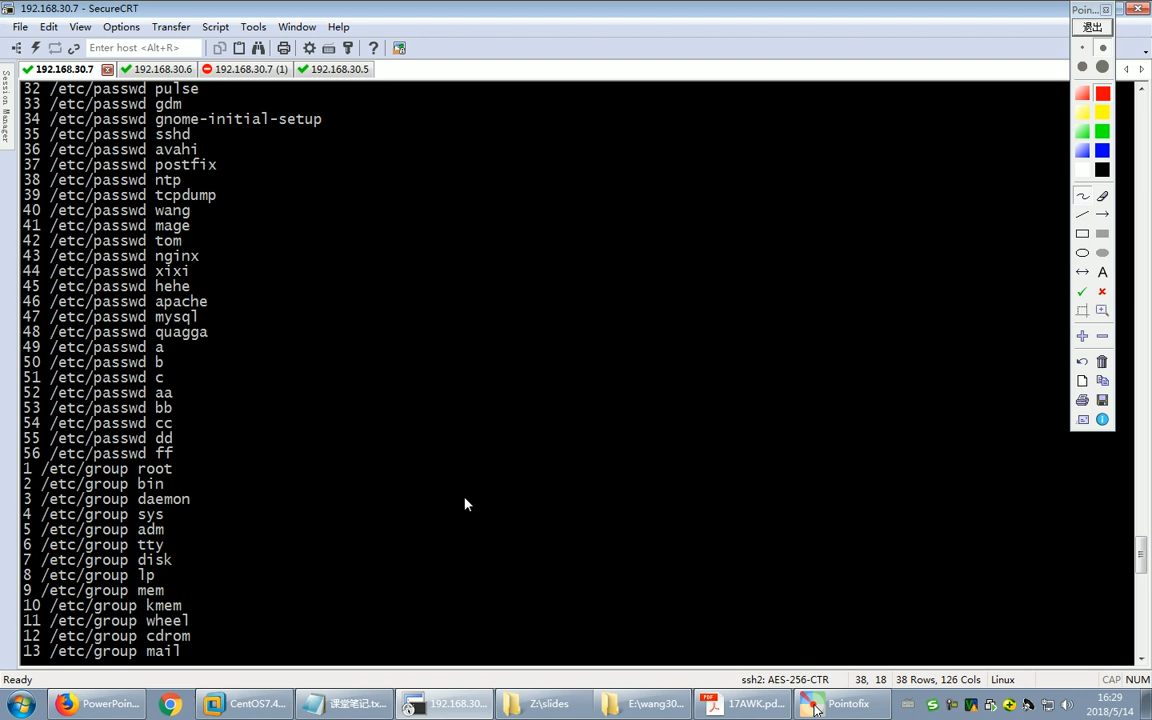 192.168.30.7 - SecureCRT
File Edit View Options Transfer Script Tools Window Help
Enter host <Alt+R>
192.168.30.7 192.168.30.6 192.168.30.7 (1) 192.168.30.5
Session Manager
32 /etc/passwd pulse
33 /etc/passwd gdm
34 /etc/passwd gnome-initial-setup
35 /etc/passwd sshd
36 /etc/passwd avahi
37 /etc/passwd postfix
38 /etc/passwd ntp
39 /etc/passwd tcpdump
40 /etc/passwd wang
41 /etc/passwd mage
42 /etc/passwd tom
43 /etc/passwd nginx
44 /etc/passwd xixi
45 /etc/passwd hehe
46 /etc/passwd apache
47 /etc/passwd mysql
48 /etc/passwd quagga
49 /etc/passwd a
50 /etc/passwd b
51 /etc/passwd c
52 /etc/passwd aa
53 /etc/passwd bb
54 /etc/passwd cc
55 /etc/passwd dd
56 /etc/passwd ff
1 /etc/group root
2 /etc/group bin
3 /etc/group daemon
4 /etc/group sys
5 /etc/group adm
6 /etc/group tty
7 /etc/group disk
8 /etc/group lp
9 /etc/group mem
10 /etc/group kmem
11 /etc/group wheel
12 /etc/group cdrom
13 /etc/group mail
Poin...
退出
A
Ready ssh2: AES-256-CTR 38, 18 38 Rows, 126 Cols Linux CAP NUM
PowerPoin... CentOS7.4... 课堂笔记.tx... 192.168.30... Z:\slides E:\wang30... 17AWK.pd... Pointofix
16:29
2018/5/14